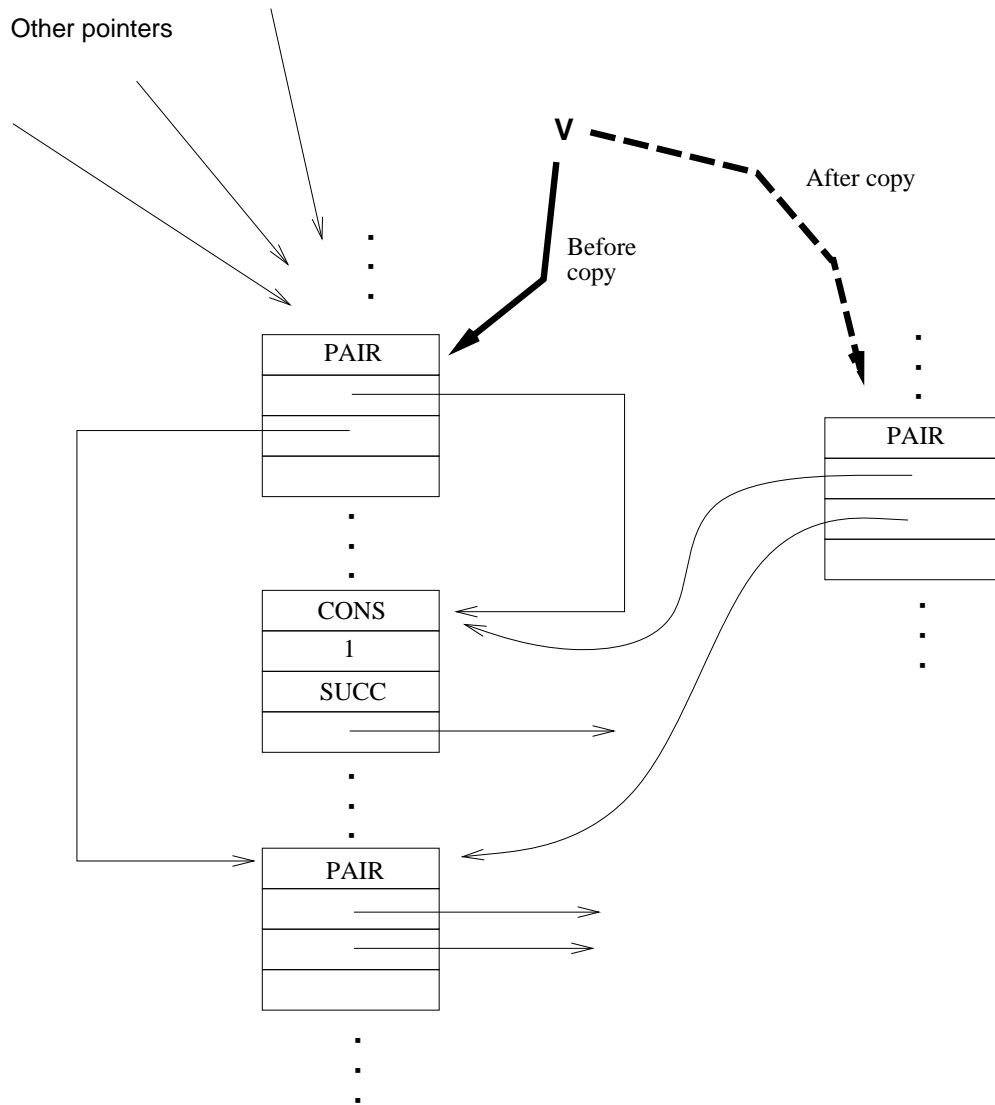 Other pointers
V
After copy
Before
copy
PAIR
PAIR
CONS
1
SUCC
PAIR